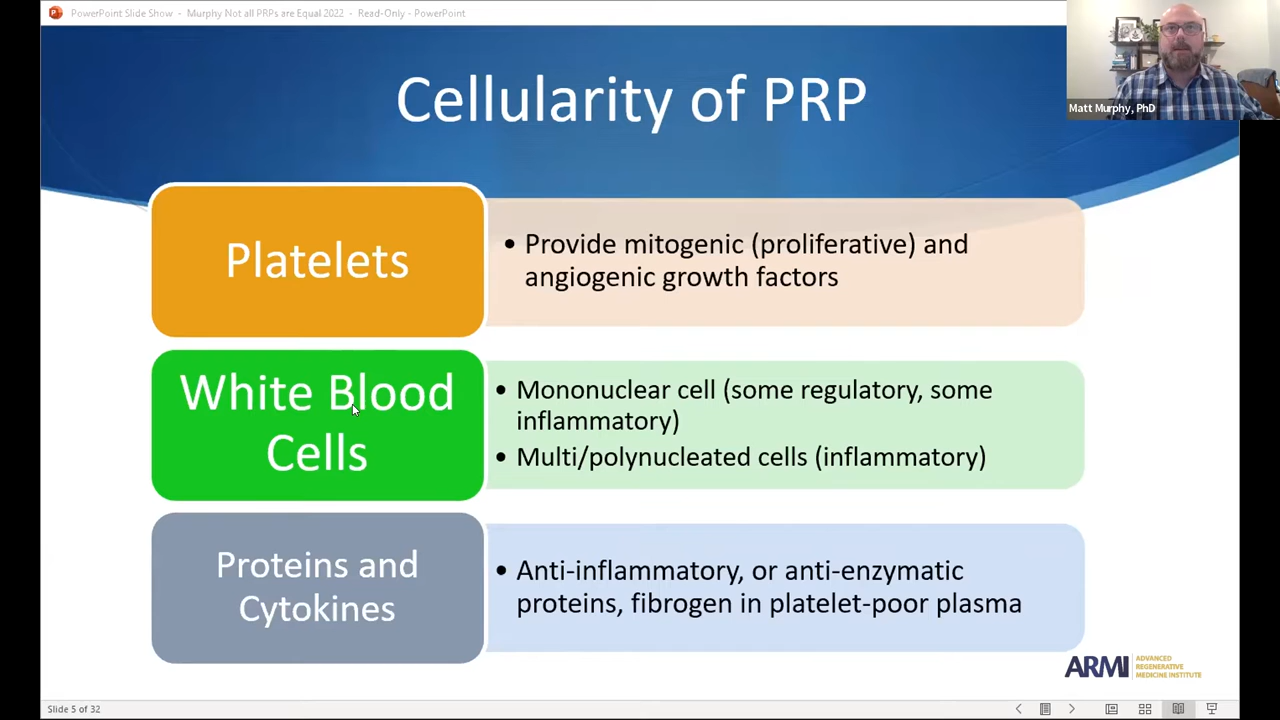 PowerPoint Slide Show - Murphy Not all PRPs are Equal 2022 - Read-Only - PowerPoint
Matt Murphy, PhD
Cellularity of PRP
Platelets
• Provide mitogenic (proliferative) and
angiogenic growth factors
White Blood
Cells
• Mononuclear cell (some regulatory, some
inflammatory)
• Multi/polynucleated cells (inflammatory)
Proteins and
Cytokines
• Anti-inflammatory, or anti-enzymatic
proteins, fibrogen in platelet-poor plasma
ARMI
ADVANCED
REGENERATIVE
MEDICINE INSTITUTE
Slide 5 of 32